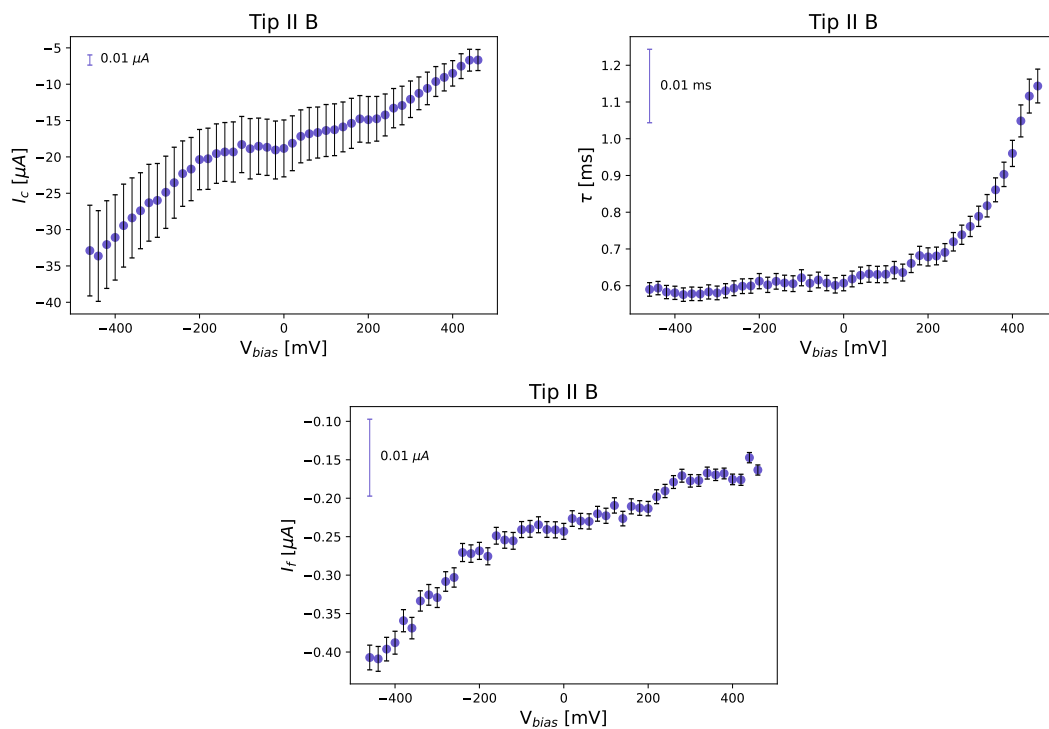 Tip II B
I_c [μA]
−5
−10
−15
−20
−25
−30
−35
−40
0.01 μA
−400 −200 0 200 400
V_bias [mV]
Tip II B
τ [ms]
1.2
1.1
1.0
0.9
0.8
0.7
0.6
0.01 ms
−400 −200 0 200 400
V_bias [mV]
Tip II B
I_f [μA]
−0.10
−0.15
−0.20
−0.25
−0.30
−0.35
−0.40
0.01 μA
−400 −200 0 200 400
V_bias [mV]